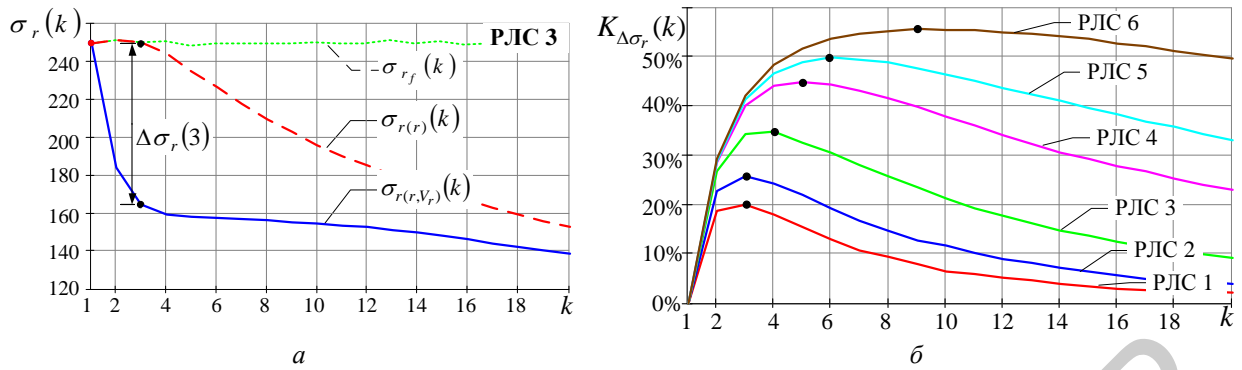 σ_r(k)
240
220
200
180
160
140
120
1 2 4 6 8 10 12 14 16 18 k
РЛС 3
σ_{r_f}(k)
σ_{r(r)}(k)
Δσ_r(3)
σ_{r(r,V_r)}(k)
а
K_{Δσ_r}(k)
50%
40%
30%
20%
10%
0%
1 2 4 6 8 10 12 14 16 18 k
РЛС 6
РЛС 5
РЛС 4
РЛС 3
РЛС 2
РЛС 1
б